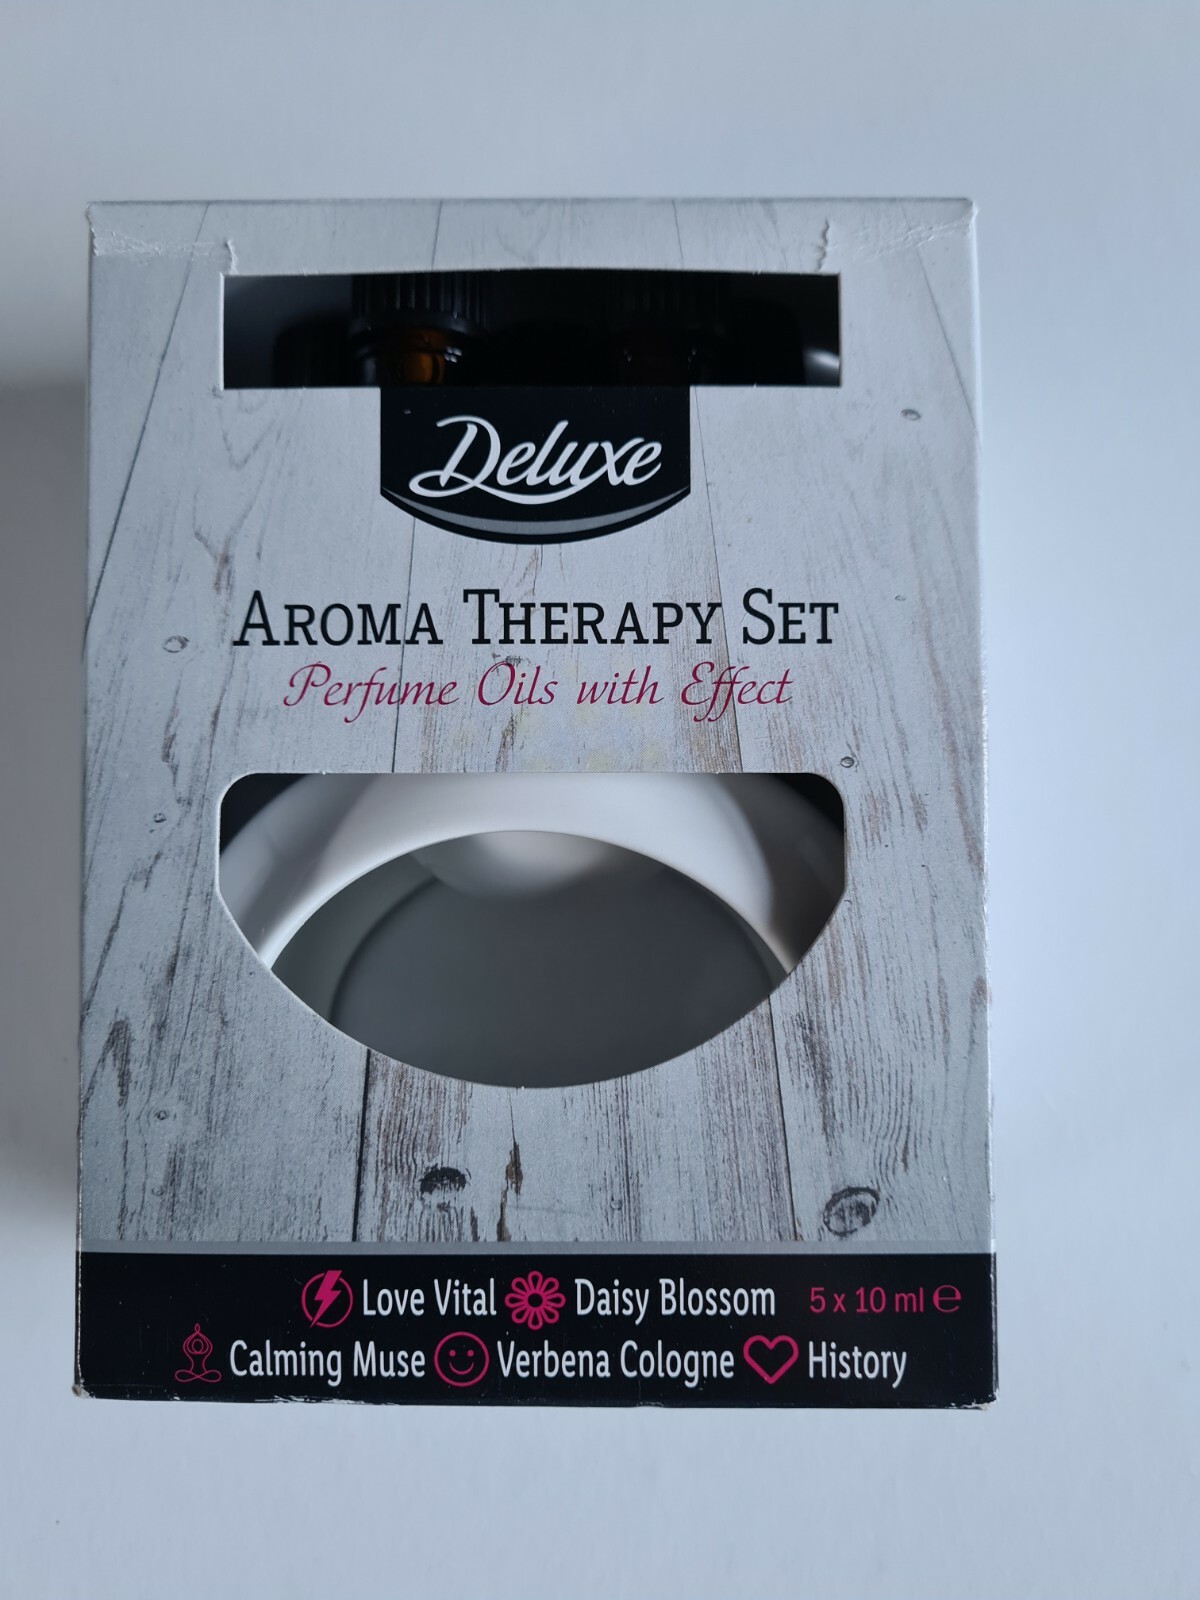 Deluxe
AROMA THERAPY SET
Perfume Oils with Effect
Love Vital Daisy Blossom 5 x 10 ml ℮
Calming Muse Verbena Cologne History